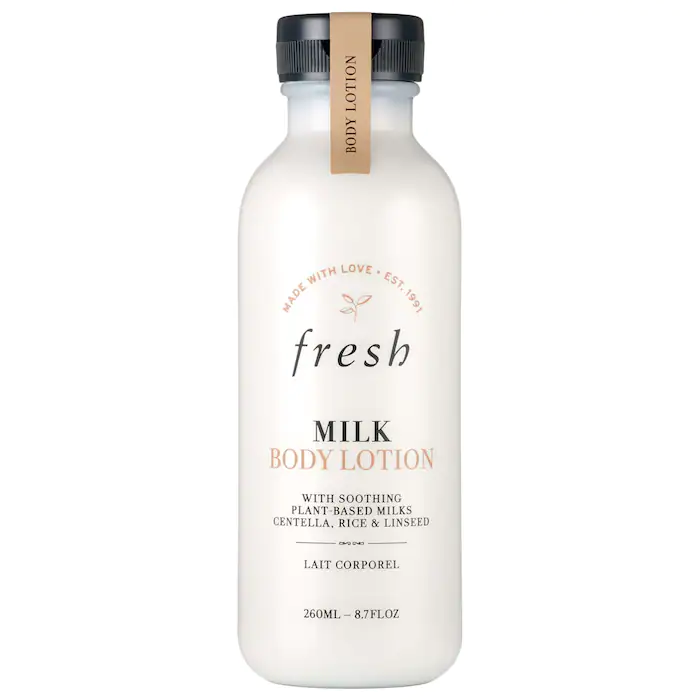 BODY LOTION
MADE WITH LOVE • EST. 1991
fresh
MILK
BODY LOTION
WITH SOOTHING
PLANT-BASED MILKS
CENTELLA, RICE & LINSEED
LAIT CORPOREL
260ML – 8.7FLOZ